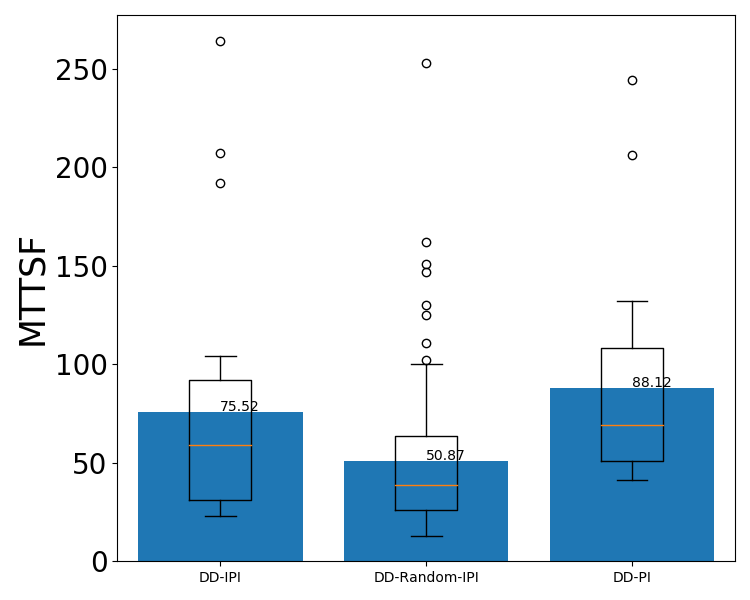 MTTSF
250
200
150
100
50
0
75.52
50.87
88.12
DD-IPI
DD-Random-IPI
DD-PI